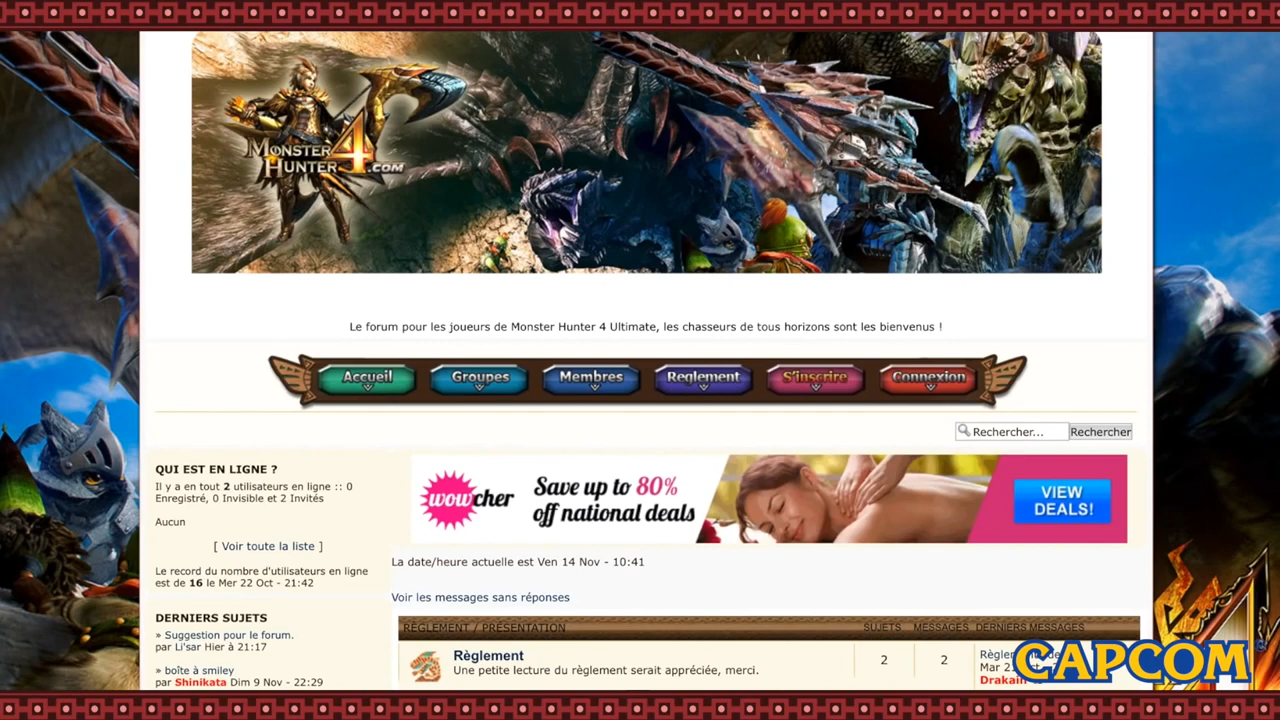 MONSTER
HUNTER 4.COM
Le forum pour les joueurs de Monster Hunter 4 Ultimate, les chasseurs de tous horizons sont les bienvenus !
Accueil Groupes Membres Reglement S'inscrire Connexion
Rechercher... Rechercher
QUI EST EN LIGNE ?
Il y a en tout 2 utilisateurs en ligne :: 0
Enregistré, 0 Invisible et 2 Invités
Aucun
[ Voir toute la liste ]
Le record du nombre d'utilisateurs en ligne
est de 16 le Mer 22 Oct - 21:42
DERNIERS SUJETS
» Suggestion pour le forum.
par Li'sar Hier à 21:17
» boîte à smiley
par Shinikata Dim 9 Nov - 22:29
wowcher
Save up to 80%
off national deals
VIEW
DEALS!
La date/heure actuelle est Ven 14 Nov - 10:41
Voir les messages sans réponses
RÈGLEMENT / PRÉSENTATION SUJETS MESSAGES DERNIERS MESSAGES
Règlement
Une petite lecture du règlement serait appréciée, merci.
2 2
Mar 2
Drakain
CAPCOM
4